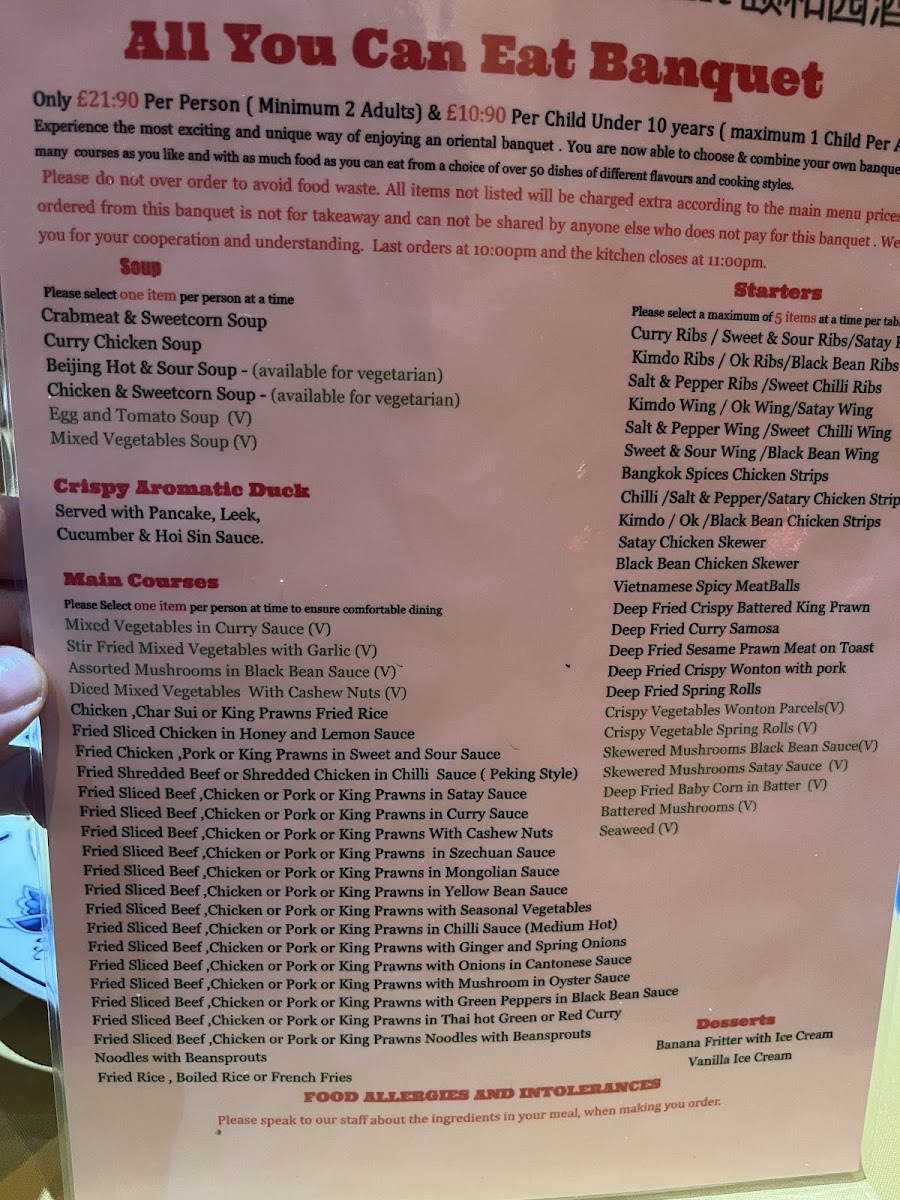 頤和园酒
All You Can Eat Banquet
Only £21:90 Per Person ( Minimum 2 Adults) & £10:90 Per Child Under 10 years ( maximum 1 Child Per
Experience the most exciting and unique way of enjoying an oriental banquet . You are now able to choose & combine your own
many courses as you like and with as much food as you can eat from a choice of over 50 dishes of different flavours and cooking styles.
Please do not over order to avoid food waste. All items not listed will be charged extra according to the main menu prices
ordered from this banquet is not for takeaway and can not be shared by anyone else who does not pay for this banquet . We
you for your cooperation and understanding. Last orders at 10:00pm and the kitchen closes at 11:00pm.
Soup
Please select one item per person at a time
Crabmeat & Sweetcorn Soup
Curry Chicken Soup
Beijing Hot & Sour Soup - (available for vegetarian)
Chicken & Sweetcorn Soup - (available for vegetarian)
Egg and Tomato Soup (V)
Mixed Vegetables Soup (V)
Crispy Aromatic Duck
Served with Pancake, Leek,
Cucumber & Hoi Sin Sauce.
Main Courses
Please Select one item per person at time to ensure comfortable dining
Mixed Vegetables in Curry Sauce (V)
Stir Fried Mixed Vegetables with Garlic (V)
Assorted Mushrooms in Black Bean Sauce (V)
Diced Mixed Vegetables With Cashew Nuts (V)
Chicken ,Char Sui or King Prawns Fried Rice
Fried Sliced Chicken in Honey and Lemon Sauce
Fried Chicken ,Pork or King Prawns in Sweet and Sour Sauce
Fried Shredded Beef or Shredded Chicken in Chilli Sauce ( Peking Style)
Fried Sliced Beef ,Chicken or Pork or King Prawns in Satay Sauce
Fried Sliced Beef ,Chicken or Pork or King Prawns in Curry Sauce
Fried Sliced Beef ,Chicken or Pork or King Prawns With Cashew Nuts
Fried Sliced Beef ,Chicken or Pork or King Prawns in Szechuan Sauce
Fried Sliced Beef ,Chicken or Pork or King Prawns in Mongolian Sauce
Fried Sliced Beef ,Chicken or Pork or King Prawns in Yellow Bean Sauce
Fried Sliced Beef ,Chicken or Pork or King Prawns with Seasonal Vegetables
Fried Sliced Beef ,Chicken or Pork or King Prawns in Chilli Sauce (Medium Hot)
Fried Sliced Beef ,Chicken or Pork or King Prawns with Ginger and Spring Onions
Fried Sliced Beef ,Chicken or Pork or King Prawns with Onions in Cantonese Sauce
Fried Sliced Beef ,Chicken or Pork or King Prawns with Mushroom in Oyster Sauce
Fried Sliced Beef ,Chicken or Pork or King Prawns with Green Peppers in Black Bean Sauce
Fried Sliced Beef ,Chicken or Pork or King Prawns in Thai hot Green or Red Curry
Fried Sliced Beef ,Chicken or Pork or King Prawns Noodles with Beansprouts
Noodles with Beansprouts
Fried Rice , Boiled Rice or French Fries
Starters
Please select a maximum of 5 items at a time per
Curry Ribs / Sweet & Sour Ribs/Satay
Kimdo Ribs / Ok Ribs/Black Bean Ribs
Salt & Pepper Ribs /Sweet Chilli Ribs
Kimdo Wing / Ok Wing/Satay Wing
Salt & Pepper Wing /Sweet Chilli Wing
Sweet & Sour Wing /Black Bean Wing
Bangkok Spices Chicken Strips
Chilli /Salt & Pepper/Satary Chicken Strip
Kimdo / Ok /Black Bean Chicken Strips
Satay Chicken Skewer
Black Bean Chicken Skewer
Vietnamese Spicy MeatBalls
Deep Fried Crispy Battered King Prawn
Deep Fried Curry Samosa
Deep Fried Sesame Prawn Meat on Toast
Deep Fried Crispy Wonton with pork
Deep Fried Spring Rolls
Crispy Vegetables Wonton Parcels(V)
Crispy Vegetable Spring Rolls (V)
Skewered Mushrooms Black Bean Sauce(V)
Skewered Mushrooms Satay Sauce (V)
Deep Fried Baby Corn in Batter (V)
Battered Mushrooms (V)
Seaweed (V)
Desserts
Banana Fritter with Ice Cream
Vanilla Ice Cream
FOOD ALLERGIES AND INTOLERANCES
Please speak to our staff about the ingredients in your meal, when making you order.